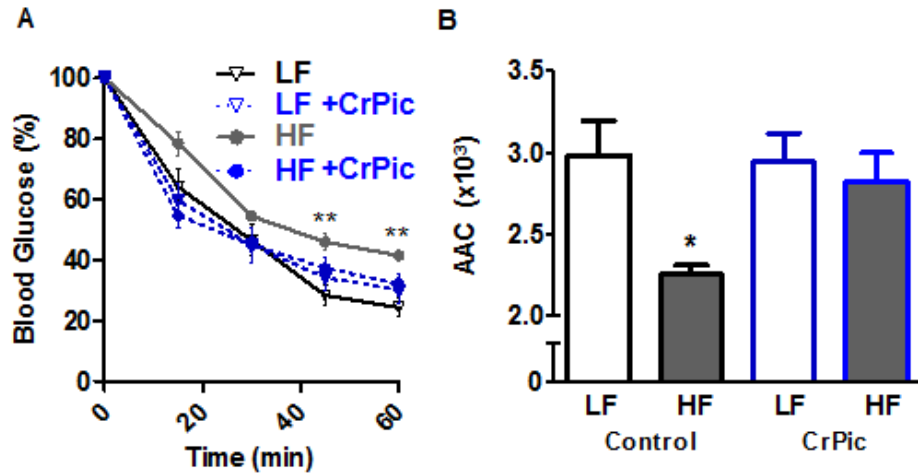 A
Blood Glucose (%)
100
80
60
40
20
0
20
40
60
Time (min)
LF
LF +CrPic
HF
HF +CrPic
**
**
B
AAC (x10³)
3.5
3.0
2.5
2.0
0
*
LF
HF
LF
HF
Control
CrPic